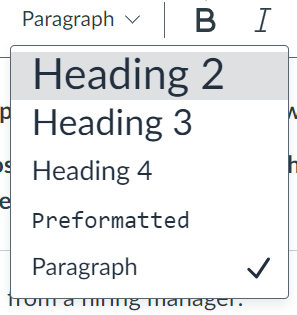 Paragraph B I
Heading 2
Heading 3
Heading 4
Preformatted
Paragraph
from a hiring manager.